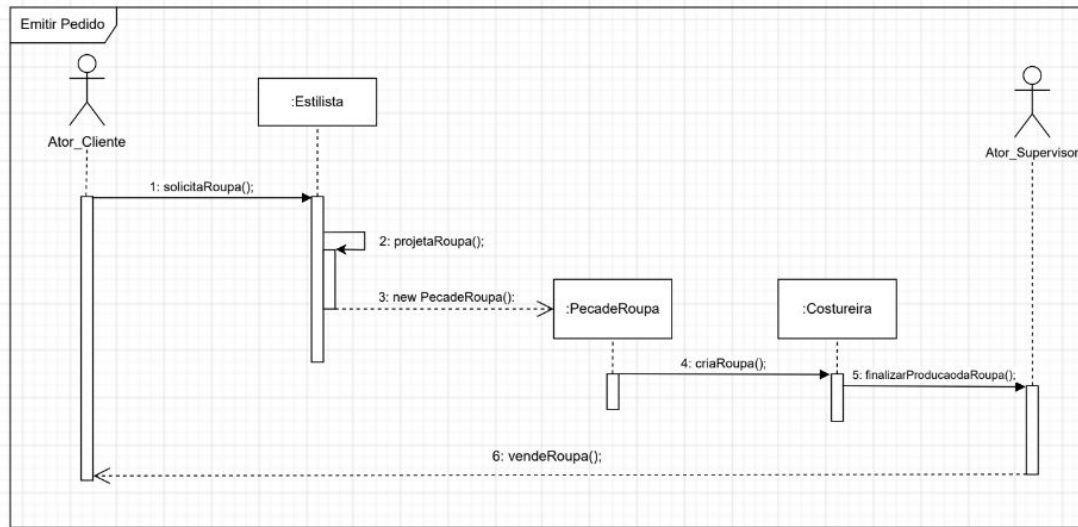 Emitir Pedido
:Estilista
Ator_Cliente
Ator_Supervisor
1: solicitaRoupa();
2: projetaRoupa();
3: new PecadeRoupa():
:PecadeRoupa
:Costureira
4: criaRoupa();
5: finalizarProducaodaRoupa();
6: vendeRoupa();